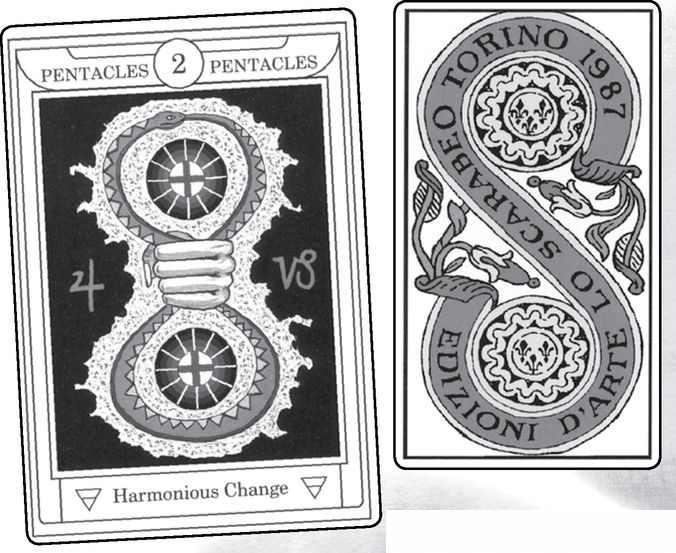 PENTACLES 2 PENTACLES
♃ ♑
Harmonious Change
EDIZIONI D'ARTE LO SCARABEO TORINO 1987